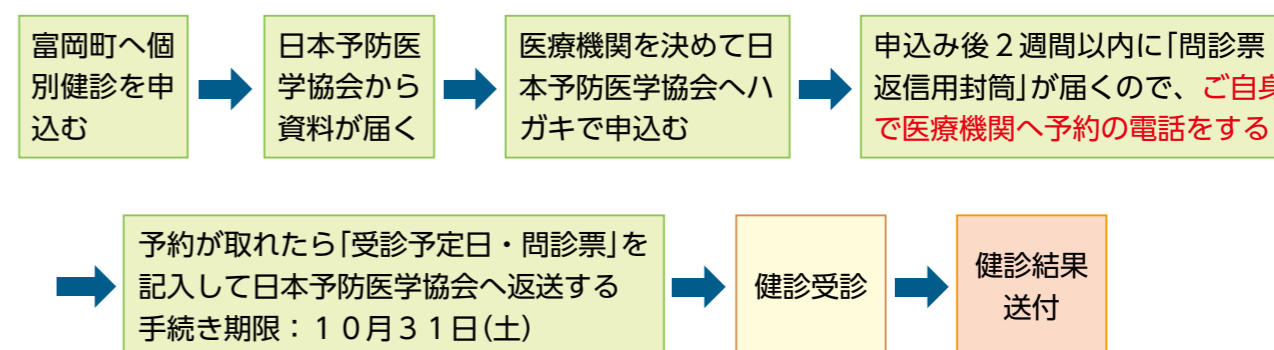 富岡町へ個
別健診を申
込む
日本予防医
学協会から
資料が届く
医療機関を決めて日
本予防医学協会へハ
ガキで申込む
申込み後２週間以内に「問診票
返信用封筒」が届くので、ご自身
で医療機関へ予約の電話をする
予約が取れたら「受診予定日・問診票」を
記入して日本予防医学協会へ返送する
手続き期限：１０月３１日（土）
健診受診
健診結果
送付